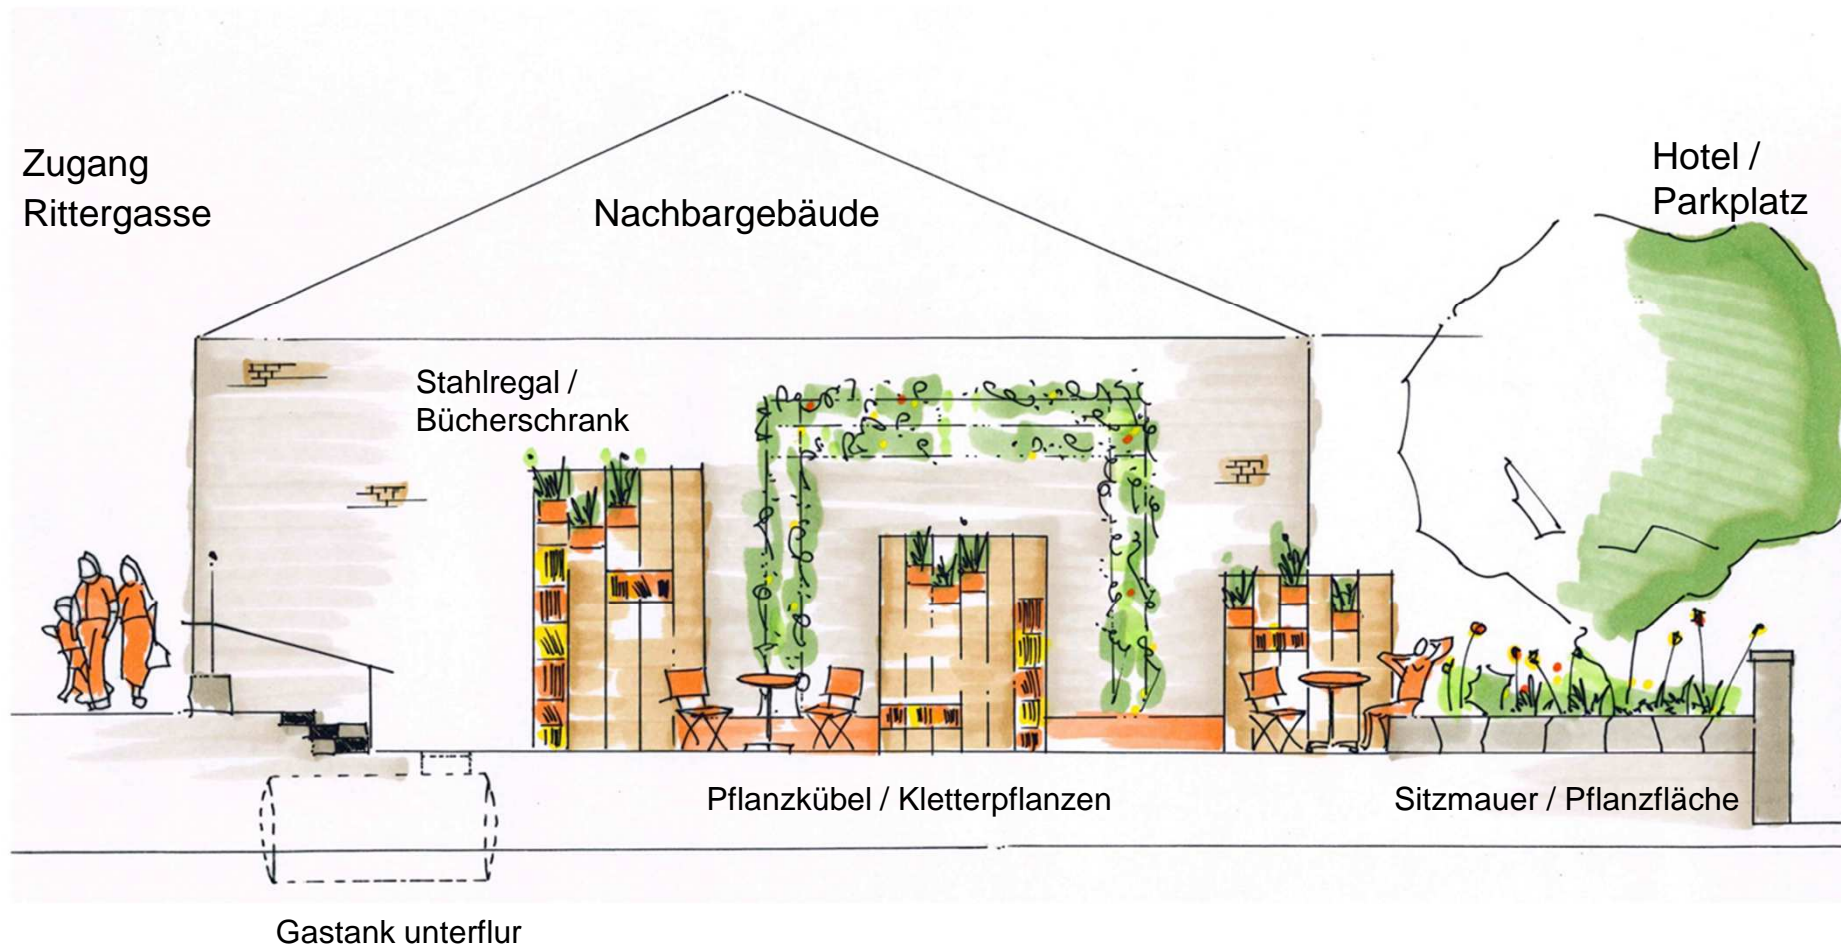 Zugang
Rittergasse
Nachbargebäude
Hotel /
Parkplatz
Stahlregal /
Bücherschrank
Pflanzkübel / Kletterpflanzen
Sitzmauer / Pflanzfläche
Gastank unterflur